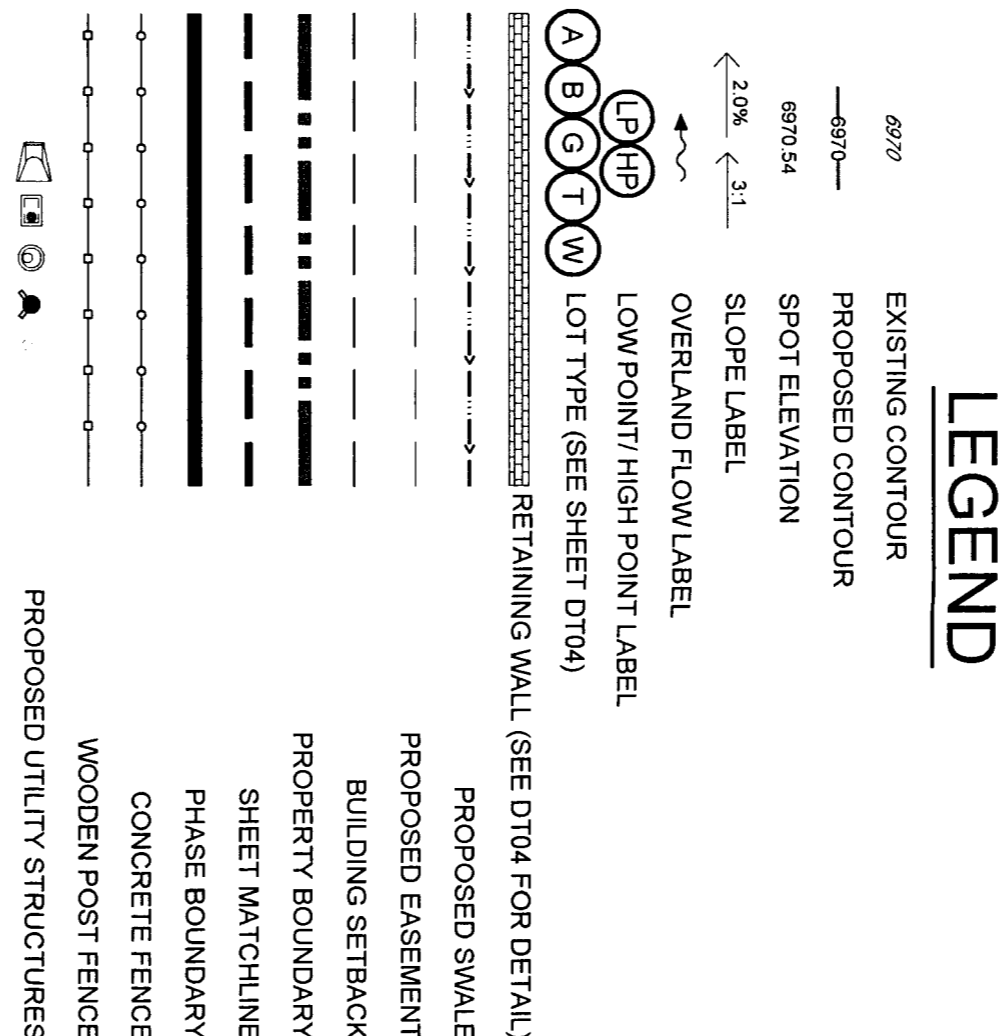 LEGEND
6970 EXISTING CONTOUR
6970 PROPOSED CONTOUR
6970.54 SPOT ELEVATION
2.0% 3:1 SLOPE LABEL
OVERLAND FLOW LABEL
LP HP LOW POINT/ HIGH POINT LABEL
A B G T W LOT TYPE (SEE SHEET DT04)
RETAINING WALL (SEE DT04 FOR DETAIL)
PROPOSED SWALE
PROPOSED EASEMENT
BUILDING SETBACK
PROPERTY BOUNDARY
SHEET MATCHLINE
PHASE BOUNDARY
CONCRETE FENCE
WOODEN POST FENCE
PROPOSED UTILITY STRUCTURES